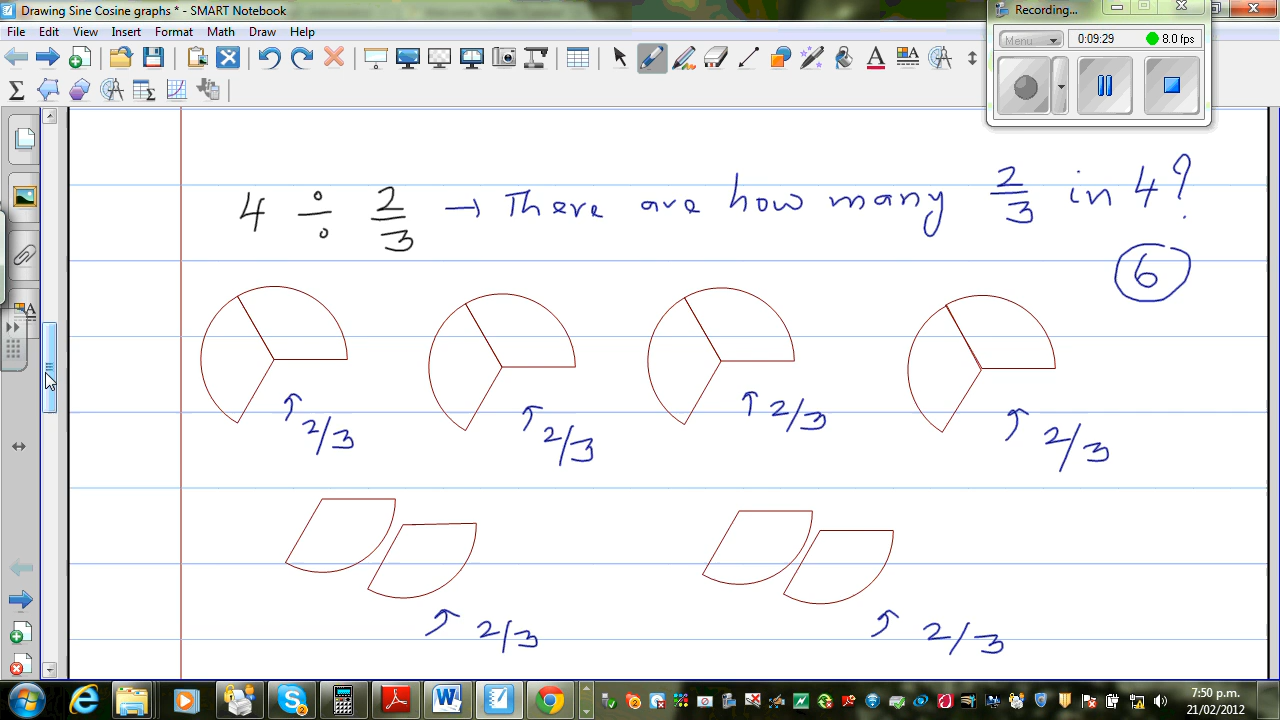 Drawing Sine Cosine graphs * - SMART Notebook
Recording...
File Edit View Insert Format Math Draw Help
Menu
0:09:29
8.0 fps
4 ÷ 2/3 → There are how many 2/3 in 4?
6
↑ 2/3 ↑ 2/3 ↑ 2/3 ↑ 2/3
↑ 2/3 ↑ 2/3
7:50 p.m.
21/02/2012